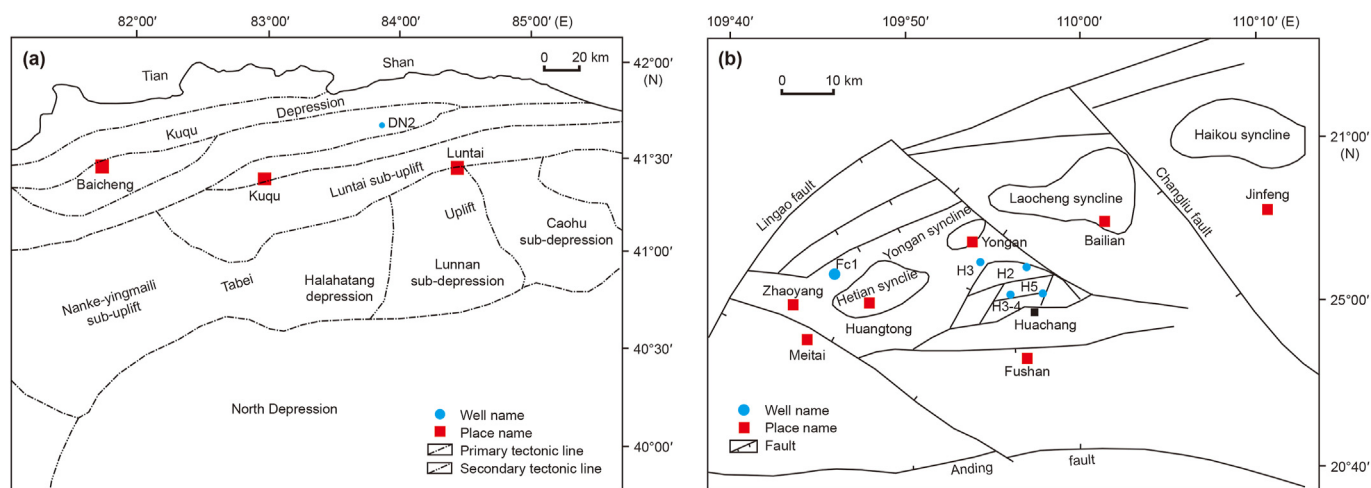 82°00′
83°00′
84°00′
85°00′ (E)
(a)
0
20 km
42°00′
(N)
Tian
Shan
Depression
Kuqu
DN2
41°30′
Baicheng
Kuqu
Luntai sub-uplift
Luntai
Uplift
Caohu
sub-depression
41°00′
Nanke-yingmaili
sub-uplift
Tabei
Halahatang
depression
Lunnan
sub-depression
40°30′
North Depression
Well name
Place name
Primary tectonic line
Secondary tectonic line
40°00′
109°40′
109°50′
110°00′
110°10′ (E)
(b)
0
10 km
21°00′
(N)
Haikou syncline
Lingao fault
Changliu fault
Laocheng syncline
Jinfeng
Bailian
Yongan syncline
Yongan
Fc1
H3
H2
Hetian synclie
H5
Zhaoyang
H3-4
25°00′
Huangtong
Huachang
Meitai
Fushan
Well name
Place name
Fault
Anding
fault
20°40′